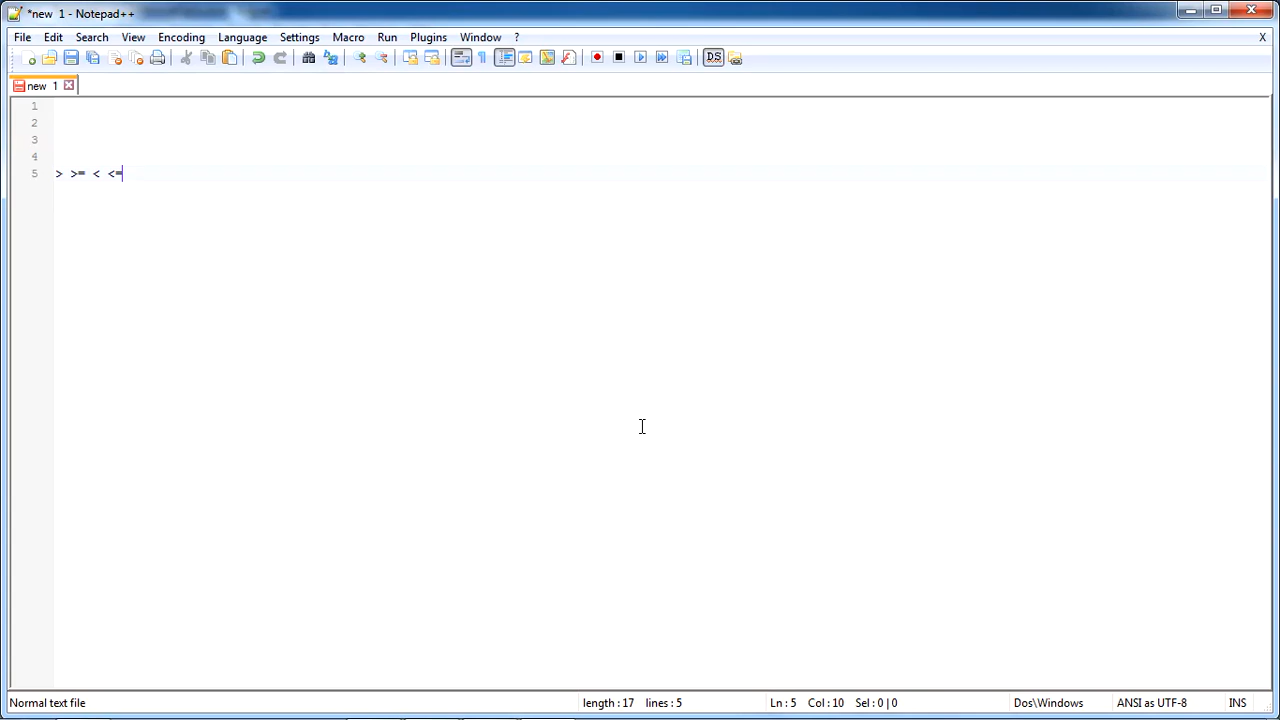 *new  1 - Notepad++
File Edit Search View Encoding Language Settings Macro Run Plugins Window ? X
DS
new  1
1
2
3
4
5 > >= < <=
Normal text file length : 17 lines : 5 Ln : 5 Col : 10 Sel : 0 | 0 Dos\Windows ANSI as UTF-8 INS